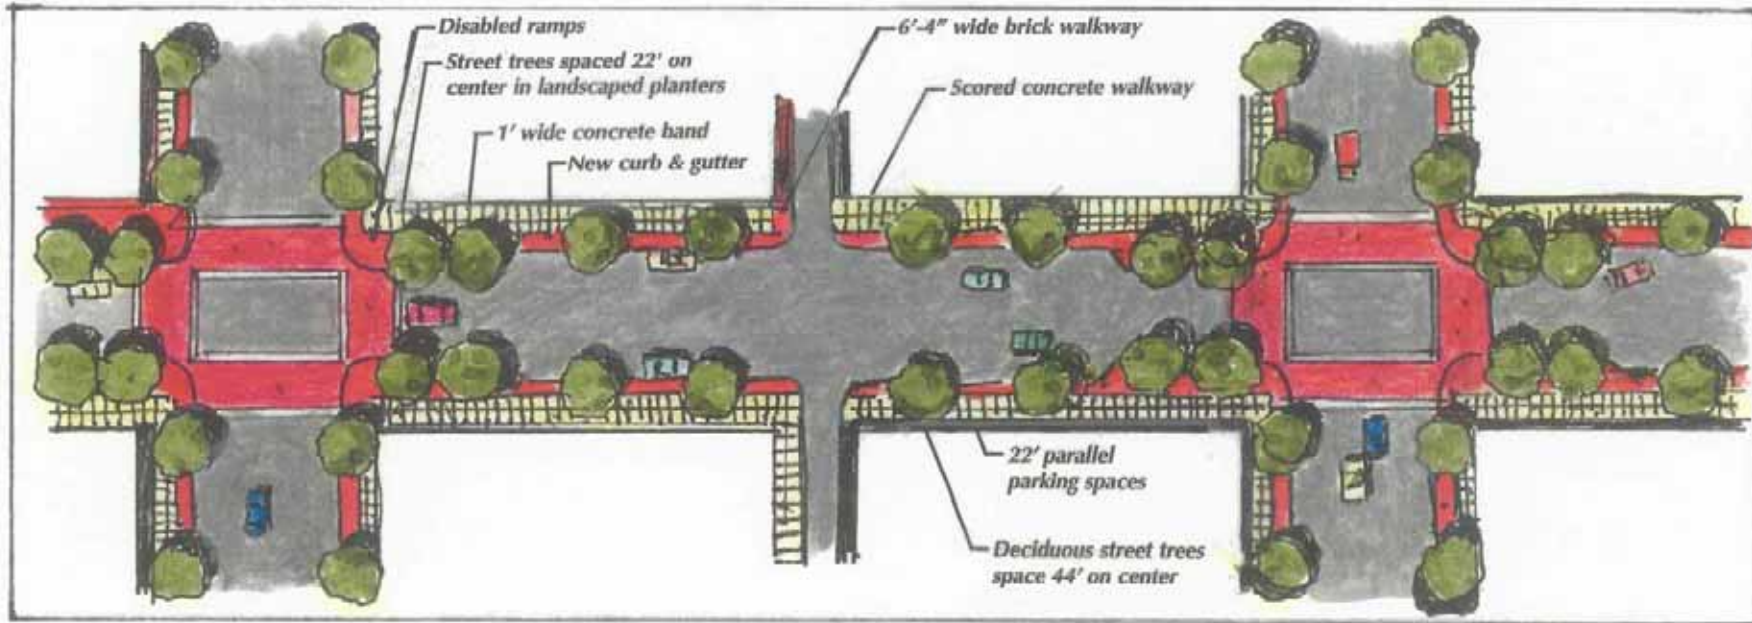 Disabled ramps
Street trees spaced 22' on
center in landscaped planters
1' wide concrete band
New curb & gutter
6'-4" wide brick walkway
Scored concrete walkway
22' parallel
parking spaces
Deciduous street trees
space 44' on center